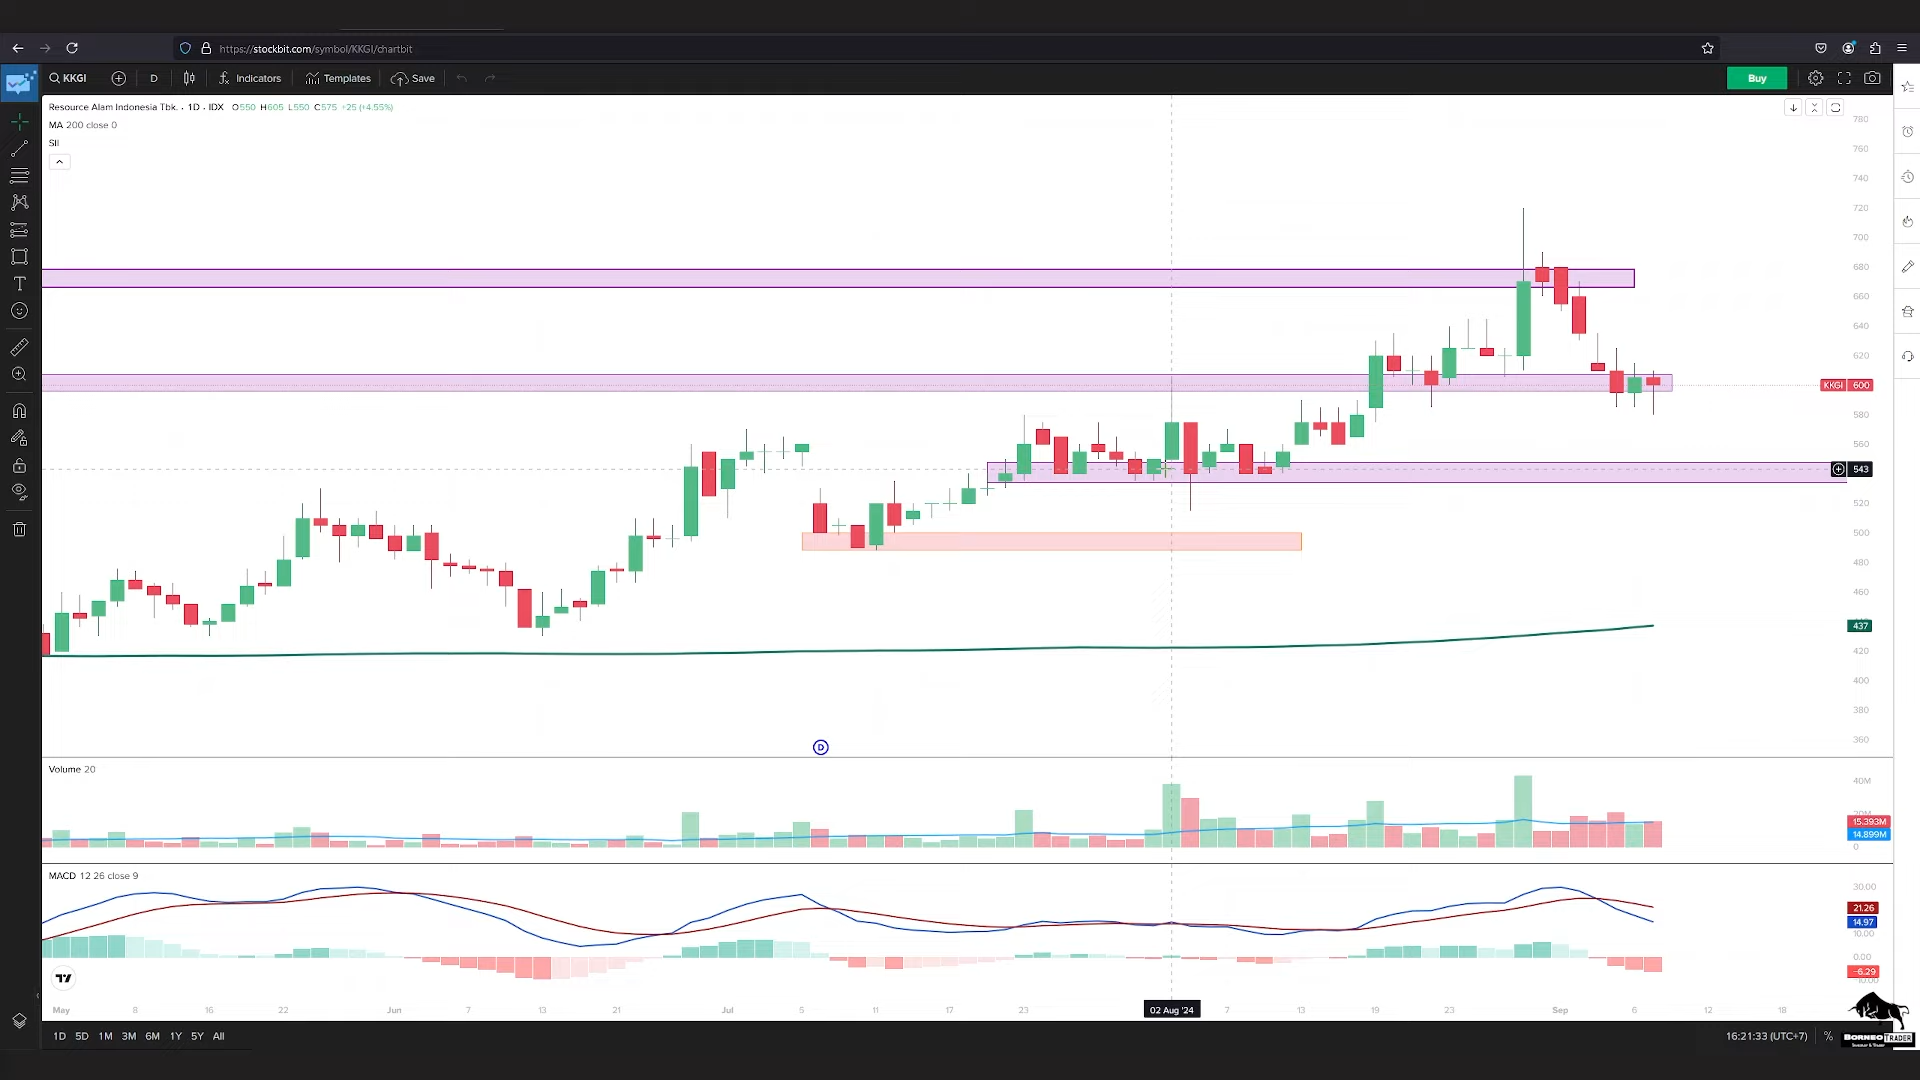 https://stockbit.com/symbol/KKGI/chartbit
KKGI D Indicators Templates Save Buy
Resource Alam Indonesia Tbk. · 1D · IDX O550 H605 L550 C575 +25 (+4.55%)
MA 200 close 0
SII
780
760
740
720
700
680
660
640
620
KKGI 600
580
560
543
520
500
480
460
437
420
400
380
360
D
Volume 20
40M
15.393M
14.899M
0
MACD 12 26 close 9
30.00
21.26
14.97
10.00
0.00
-6.29
May 8 16 22 Jun 7 13 21 Jul 5 11 17 23 02 Aug '24 7 13 19 23 Sep 6 12 18
1D 5D 1M 3M 6M 1Y 5Y All 16:21:33 (UTC+7) %
BORNEO TRADER